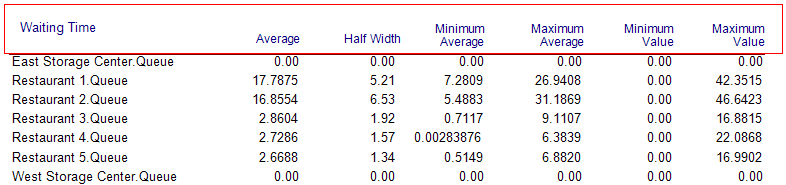 Waiting Time Average Half Width Minimum Average Maximum Average Minimum Value Maximum Value
East Storage Center.Queue 0.00 0.00 0.00 0.00 0.00 0.00
Restaurant 1.Queue 17.7875 5.21 7.2809 26.9408 0.00 42.3515
Restaurant 2.Queue 16.8554 6.53 5.4883 31.1869 0.00 46.6423
Restaurant 3.Queue 2.8604 1.92 0.7117 9.1107 0.00 16.8815
Restaurant 4.Queue 2.7286 1.57 0.00283876 6.3839 0.00 22.0868
Restaurant 5.Queue 2.6688 1.34 0.5149 6.8820 0.00 16.9902
West Storage Center.Queue 0.00 0.00 0.00 0.00 0.00 0.00